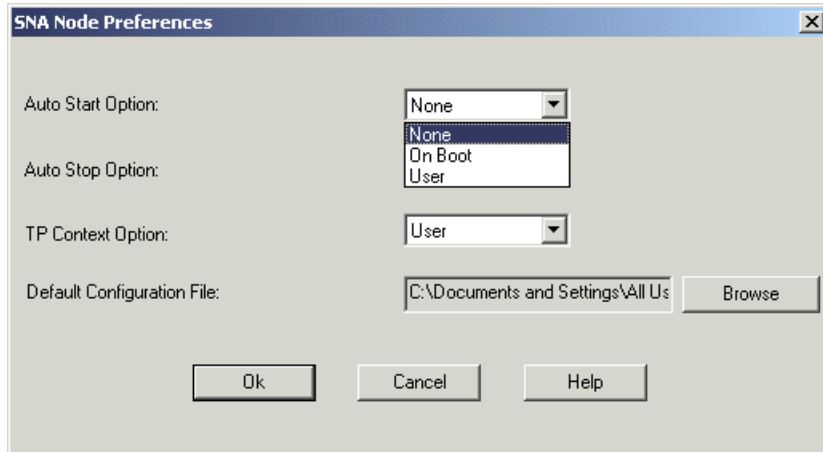 SNA Node Preferences
Auto Start Option:
None
None
On Boot
User
Auto Stop Option:
TP Context Option:
User
Default Configuration File:
C:\Documents and Settings\All Us
Browse
Ok
Cancel
Help